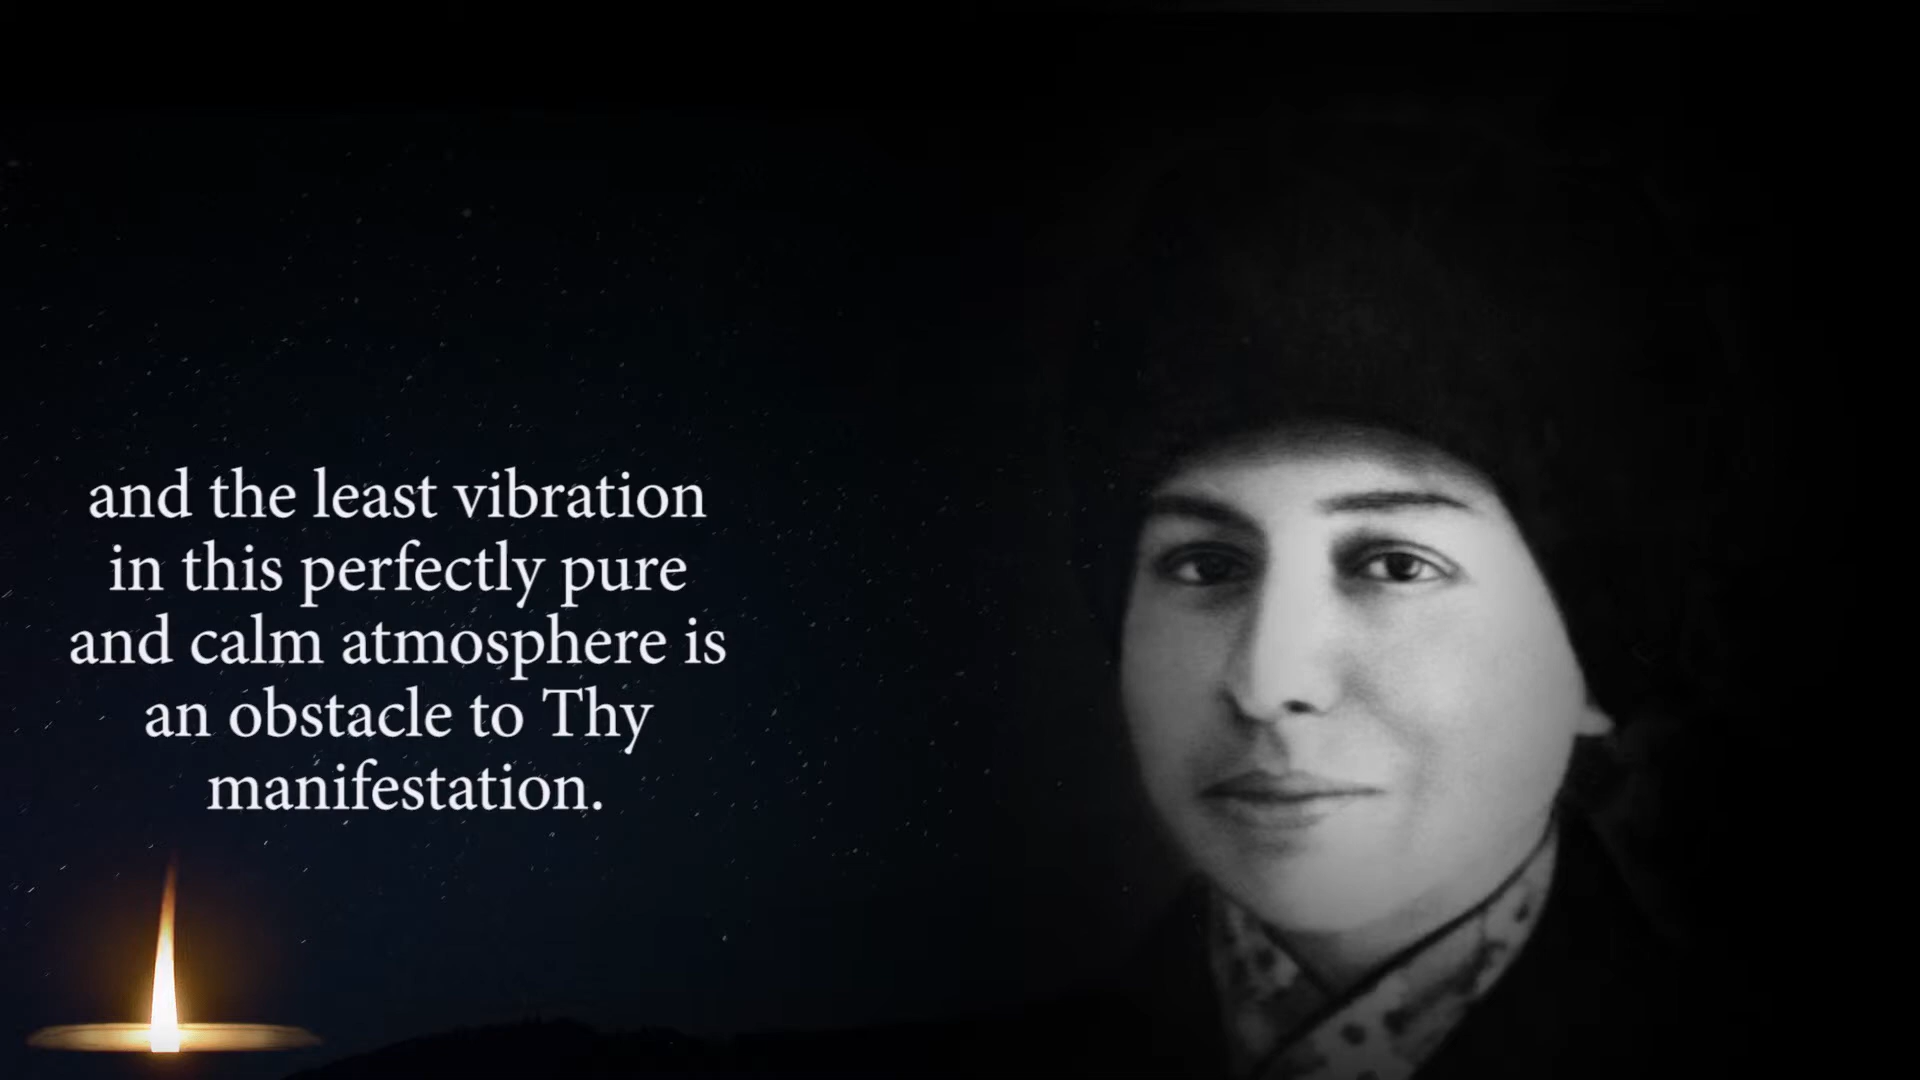 and the least vibration
in this perfectly pure
and calm atmosphere is
an obstacle to Thy
manifestation.